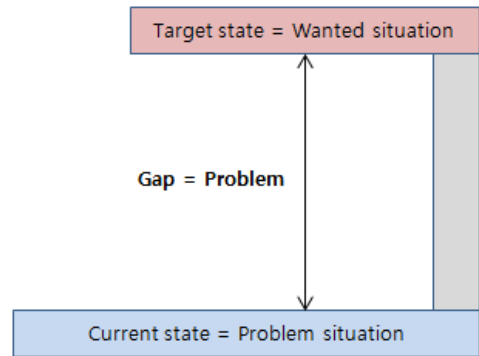 Target state = Wanted situation
Gap = Problem
Current state = Problem situation